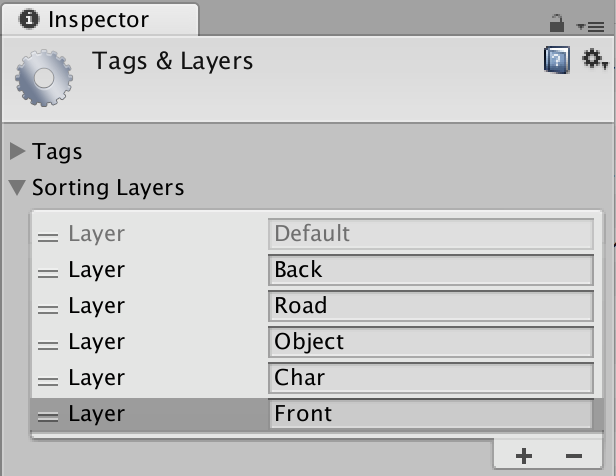 Inspector
Tags & Layers
Tags
Sorting Layers
Layer Default
Layer Back
Layer Road
Layer Object
Layer Char
Layer Front
+ −